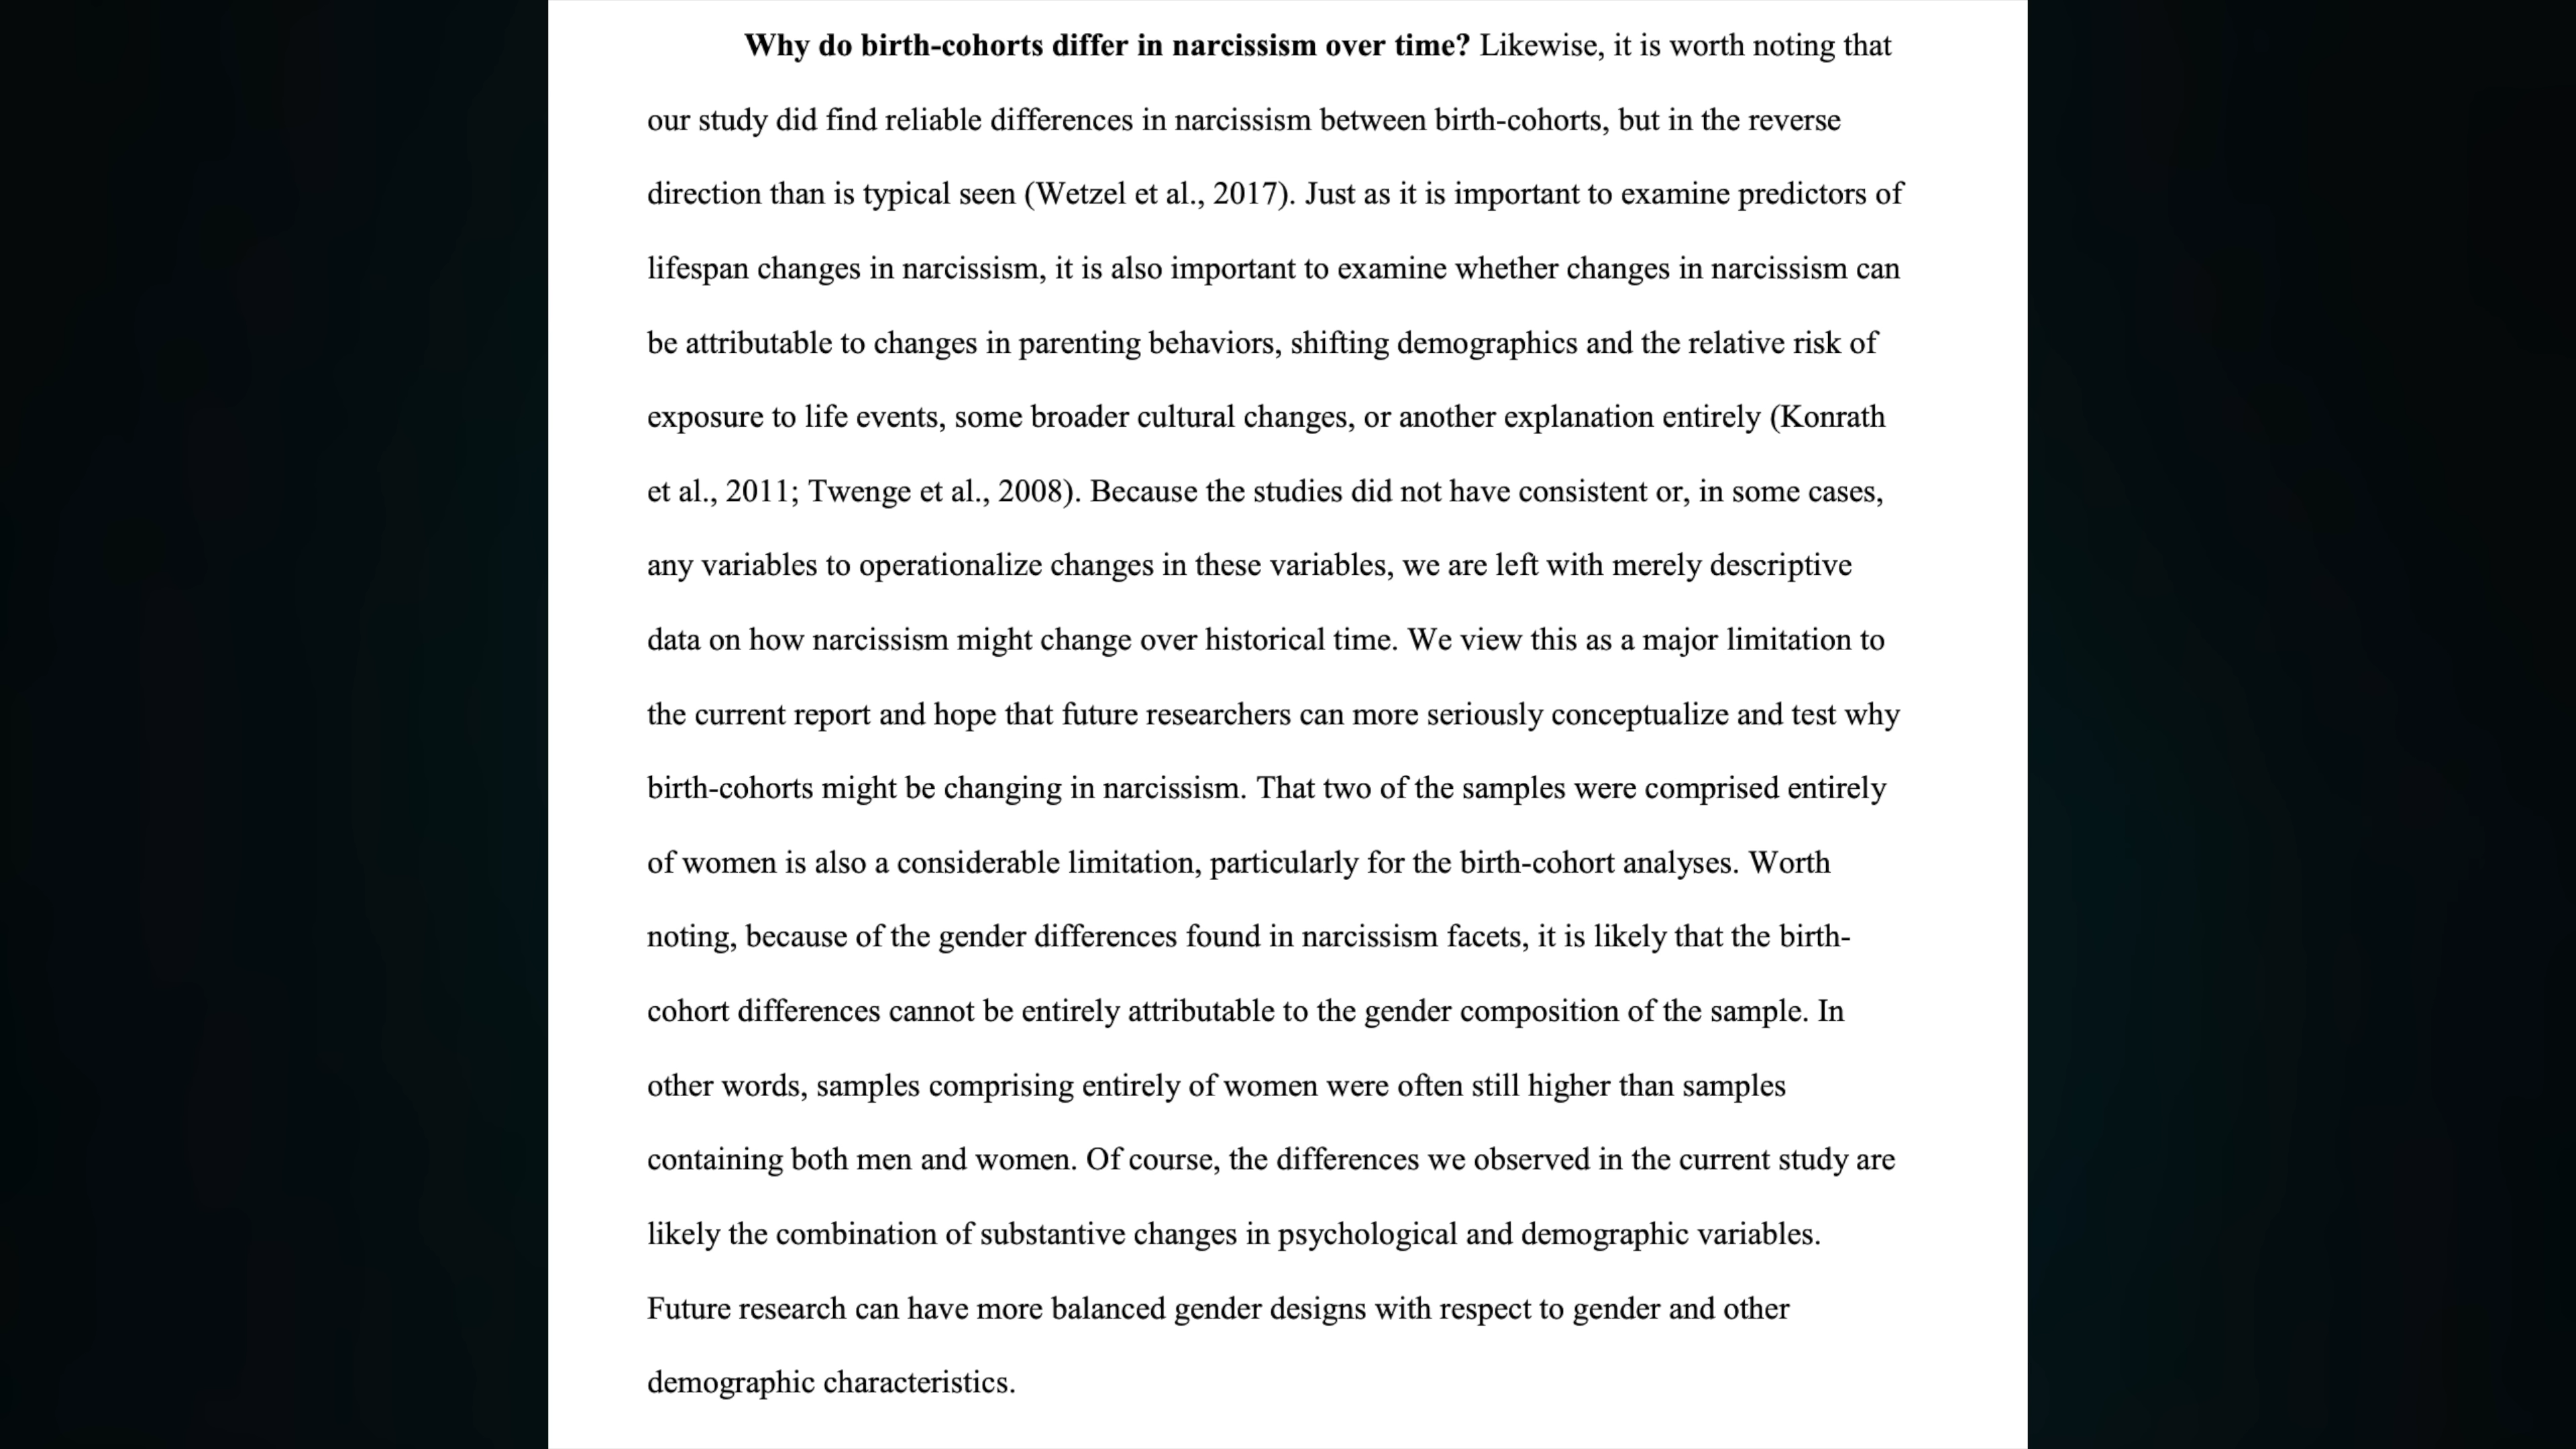 Why do birth-cohorts differ in narcissism over time? Likewise, it is worth noting that
our study did find reliable differences in narcissism between birth-cohorts, but in the reverse
direction than is typical seen (Wetzel et al., 2017). Just as it is important to examine predictors of
lifespan changes in narcissism, it is also important to examine whether changes in narcissism can
be attributable to changes in parenting behaviors, shifting demographics and the relative risk of
exposure to life events, some broader cultural changes, or another explanation entirely (Konrath
et al., 2011; Twenge et al., 2008). Because the studies did not have consistent or, in some cases,
any variables to operationalize changes in these variables, we are left with merely descriptive
data on how narcissism might change over historical time. We view this as a major limitation to
the current report and hope that future researchers can more seriously conceptualize and test why
birth-cohorts might be changing in narcissism. That two of the samples were comprised entirely
of women is also a considerable limitation, particularly for the birth-cohort analyses. Worth
noting, because of the gender differences found in narcissism facets, it is likely that the birth-
cohort differences cannot be entirely attributable to the gender composition of the sample. In
other words, samples comprising entirely of women were often still higher than samples
containing both men and women. Of course, the differences we observed in the current study are
likely the combination of substantive changes in psychological and demographic variables.
Future research can have more balanced gender designs with respect to gender and other
demographic characteristics.